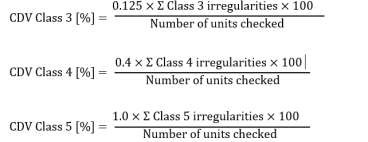 CDV Class 3 [%] = 0.125 × Σ Class 3 irregularities × 100
Number of units checked
CDV Class 4 [%] = 0.4 × Σ Class 4 irregularities × 100
Number of units checked
CDV Class 5 [%] = 1.0 × Σ Class 5 irregularities × 100
Number of units checked